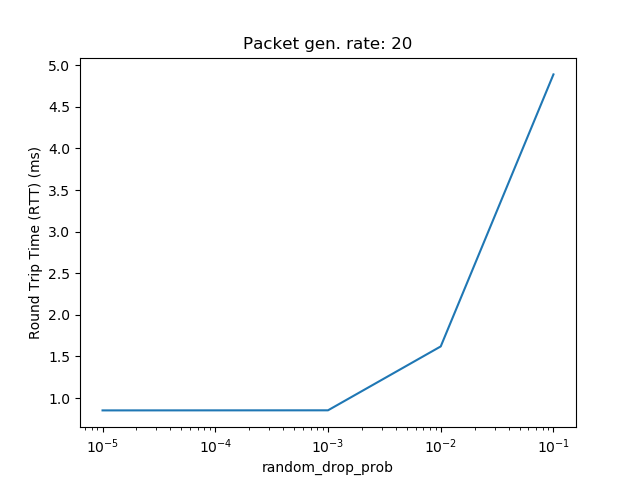 Packet gen. rate: 20
5.0
4.5
4.0
3.5
3.0
2.5
2.0
1.5
1.0
Round Trip Time (RTT) (ms)
10⁻⁵ 10⁻⁴ 10⁻³ 10⁻² 10⁻¹
random_drop_prob